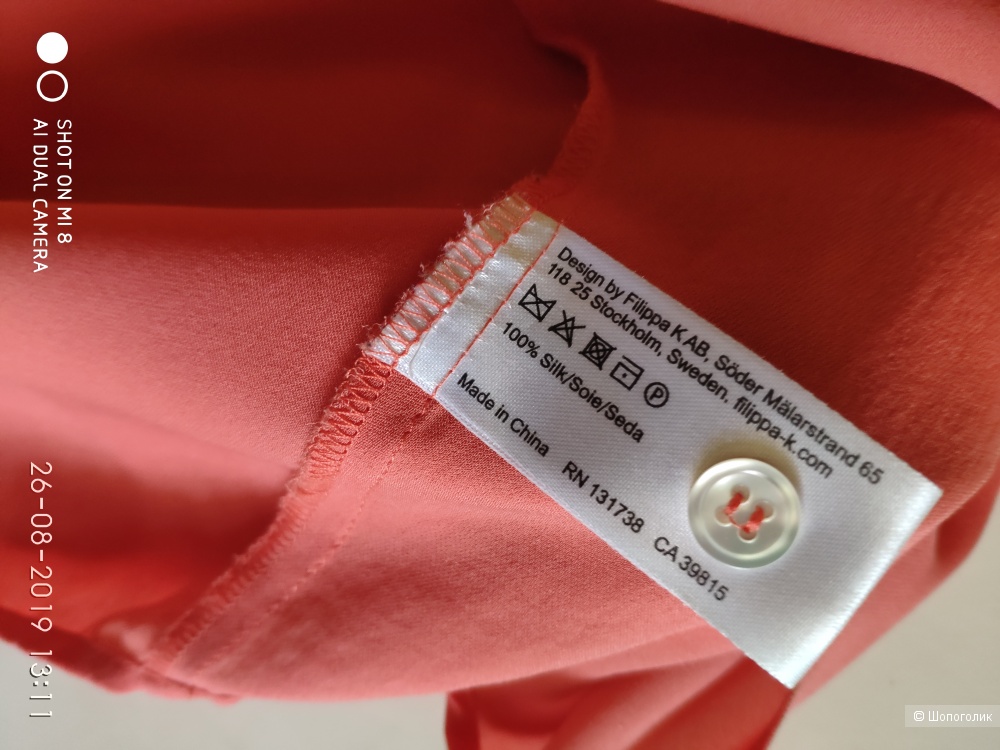 SHOT ON MI 8
AI DUAL CAMERA
Design by Filippa K AB, Söder Mälarstrand 65
118 25 Stockholm, Sweden. filippa-k.com
P
100% Silk/Soie/Seda
Made in China RN 131738 CA 39815
26-08-2019 13:11
© Шопоголик